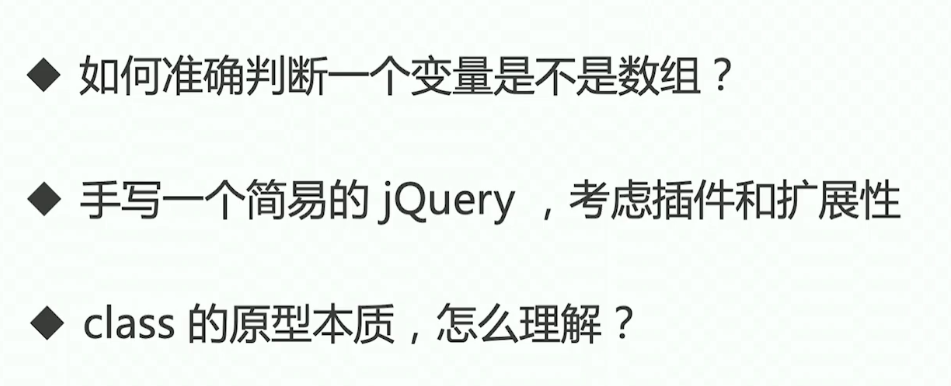 ◆ 如何准确判断一个变量是不是数组？
◆ 手写一个简易的 jQuery ，考虑插件和扩展性
◆ class 的原型本质，怎么理解？